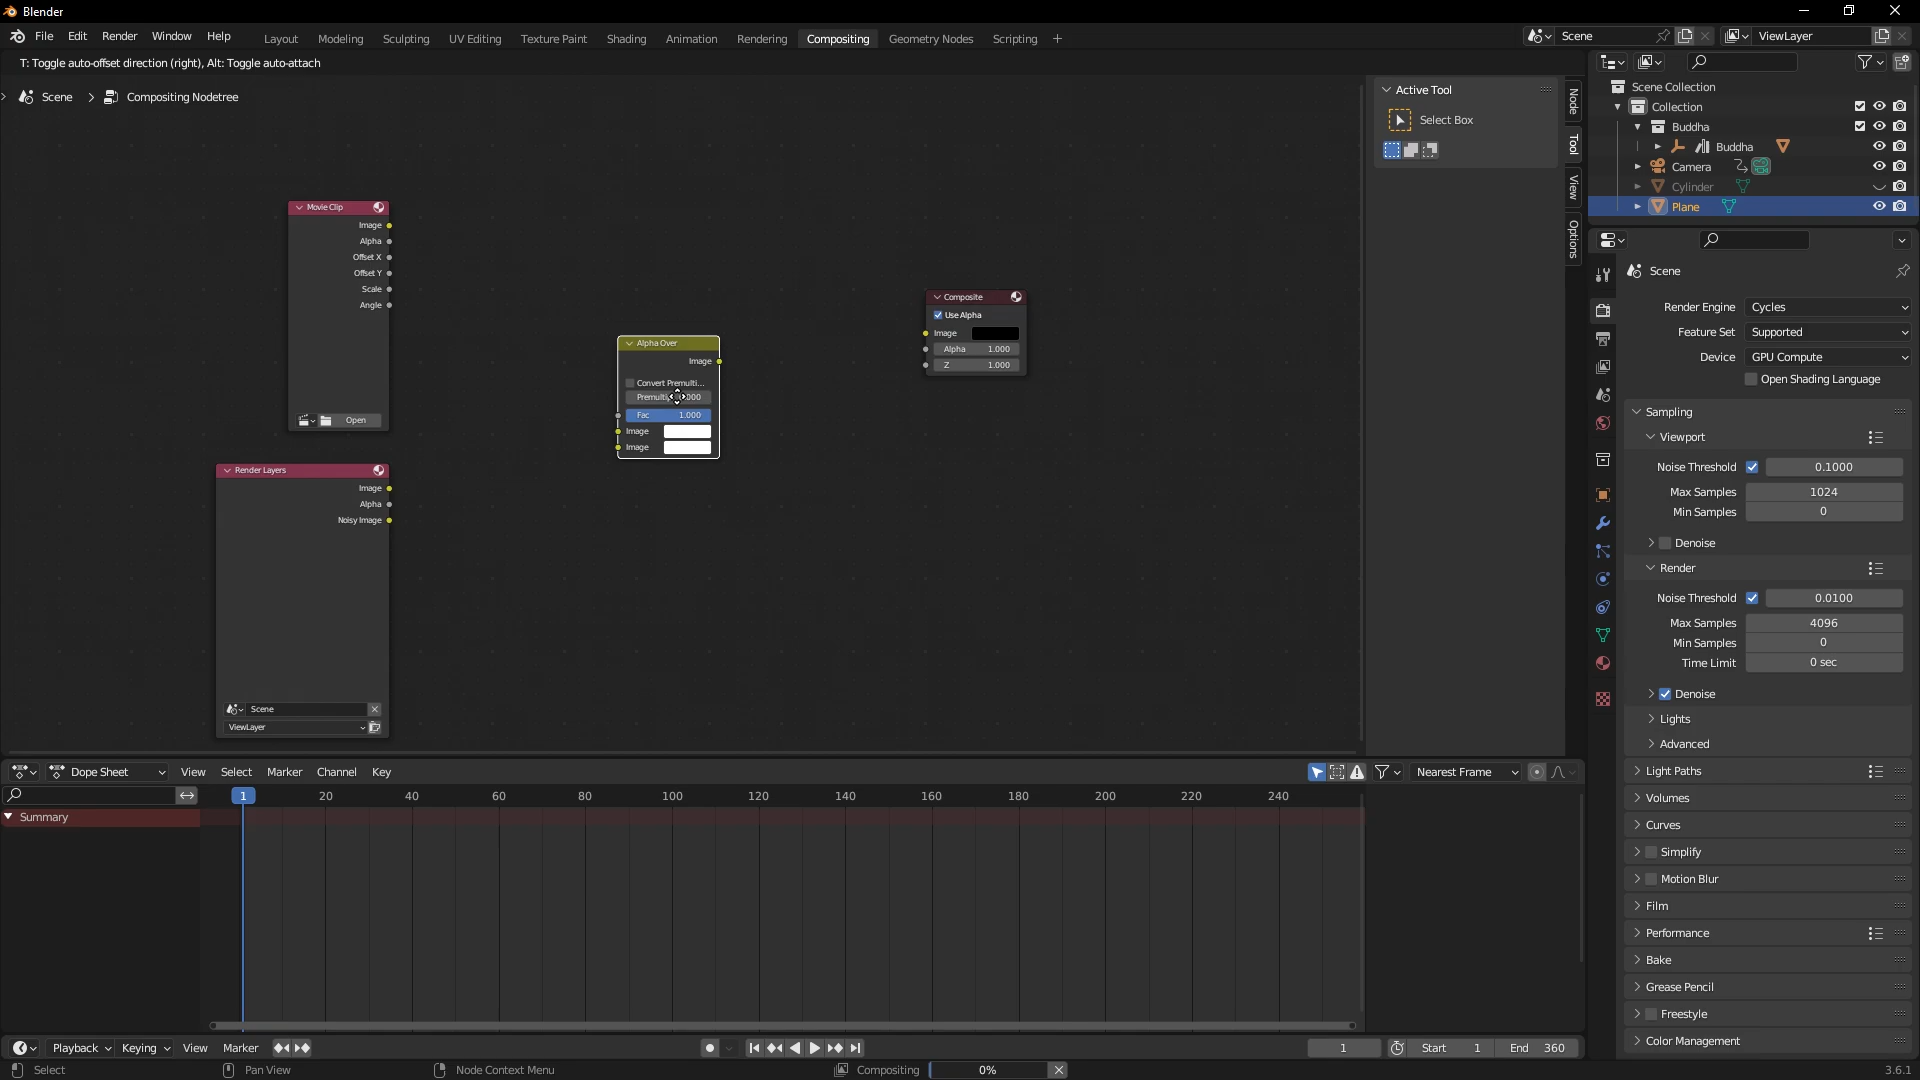 Blender
File Edit Render Window Help Layout Modeling Sculpting UV Editing Texture Paint Shading Animation Rendering Compositing Geometry Nodes Scripting + Scene ViewLayer
T: Toggle auto-offset direction (right), Alt: Toggle auto-attach
Scene > Compositing Nodetree
Movie Clip
Image
Alpha
Offset X
Offset Y
Scale
Angle
Open
Render Layers
Image
Alpha
Noisy Image
Scene
ViewLayer
Alpha Over
Image
Convert Premulti...
Fac 1.000
Image
Image
Composite
Use Alpha
Image
Alpha 1.000
Z 1.000
Active Tool
Select Box
Node
Tool
View
Options
Scene Collection
Collection
Buddha
Buddha
Camera
Cylinder
Plane
Scene
Render Engine Cycles
Feature Set Supported
Device GPU Compute
Open Shading Language
Sampling
Viewport
Noise Threshold 0.1000
Max Samples 1024
Min Samples 0
Denoise
Render
Noise Threshold 0.0100
Max Samples 4096
Min Samples 0
Time Limit 0 sec
Denoise
Lights
Advanced
Light Paths
Volumes
Curves
Simplify
Motion Blur
Film
Performance
Bake
Grease Pencil
Freestyle
Color Management
Dope Sheet View Select Marker Channel Key Nearest Frame
1 20 40 60 80 100 120 140 160 180 200 220 240
Summary
Playback Keying View Marker 1 Start 1 End 360
Select Pan View Node Context Menu Compositing 0% 3.6.1